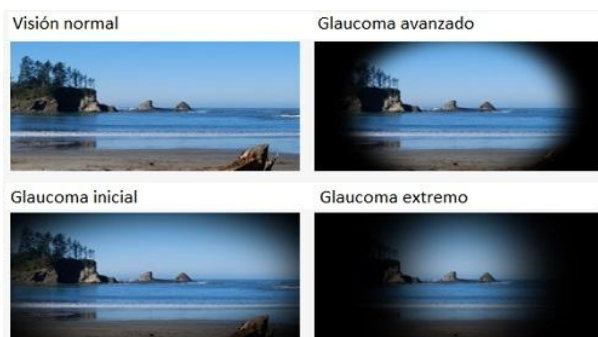 Visión normal
Glaucoma avanzado
Glaucoma inicial
Glaucoma extremo